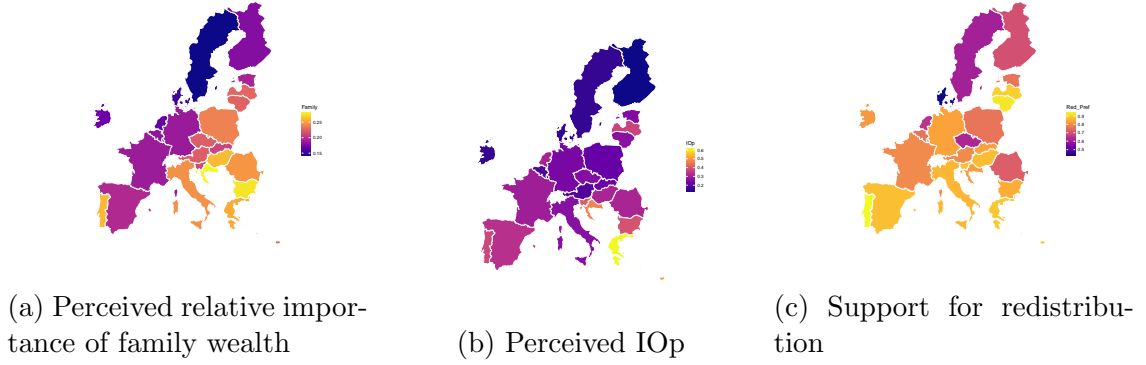 Family
0.25
0.20
0.15
IOp
0.6
0.5
0.4
0.3
0.2
Red_Pref
0.9
0.8
0.7
0.6
0.5
(a) Perceived relative impor-
tance of family wealth
(b) Perceived IOp
(c) Support for redistribu-
tion